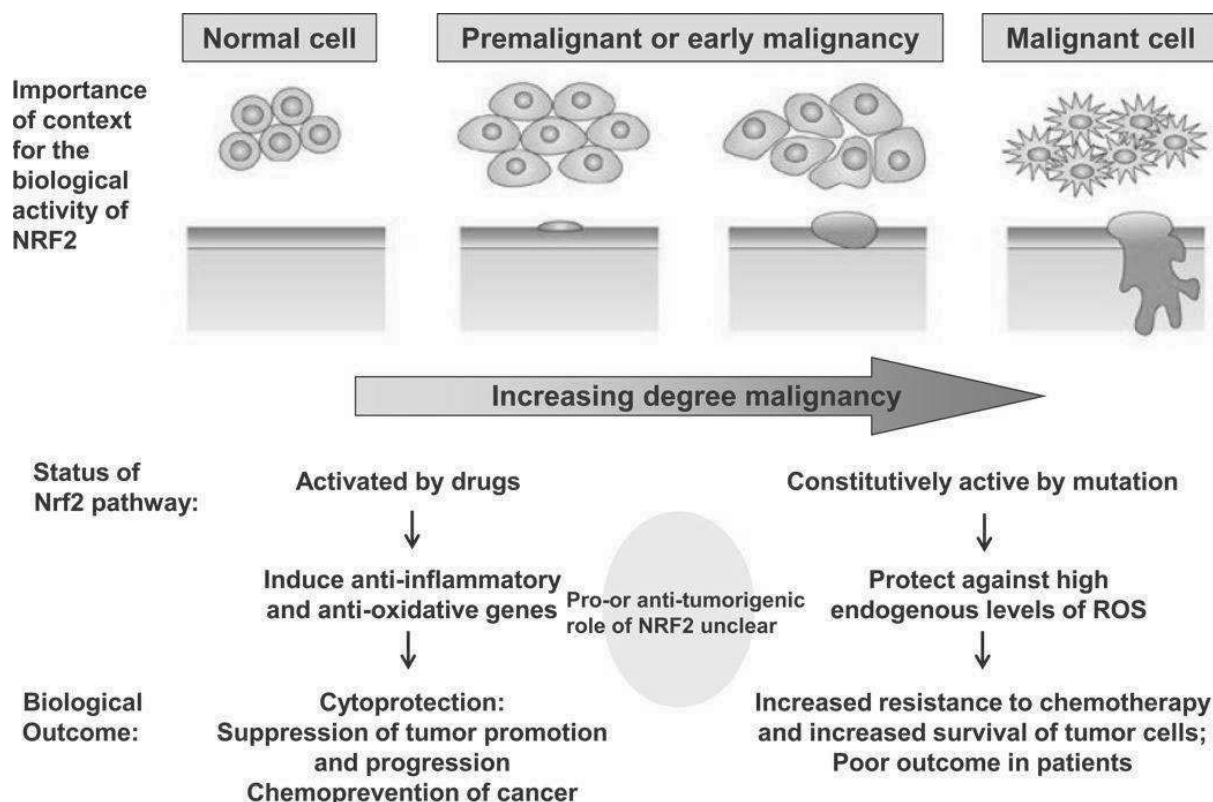 Normal cell
Premalignant or early malignancy
Malignant cell
Importance
of context
for the
biological
activity of
NRF2
Increasing degree malignancy
Status of
Nrf2 pathway:
Activated by drugs
Constitutively active by mutation
Induce anti-inflammatory
and anti-oxidative genes
Pro-or anti-tumorigenic
role of NRF2 unclear
Protect against high
endogenous levels of ROS
Biological
Outcome:
Cytoprotection:
Suppression of tumor promotion
and progression
Chemoprevention of cancer
Increased resistance to chemotherapy
and increased survival of tumor cells;
Poor outcome in patients